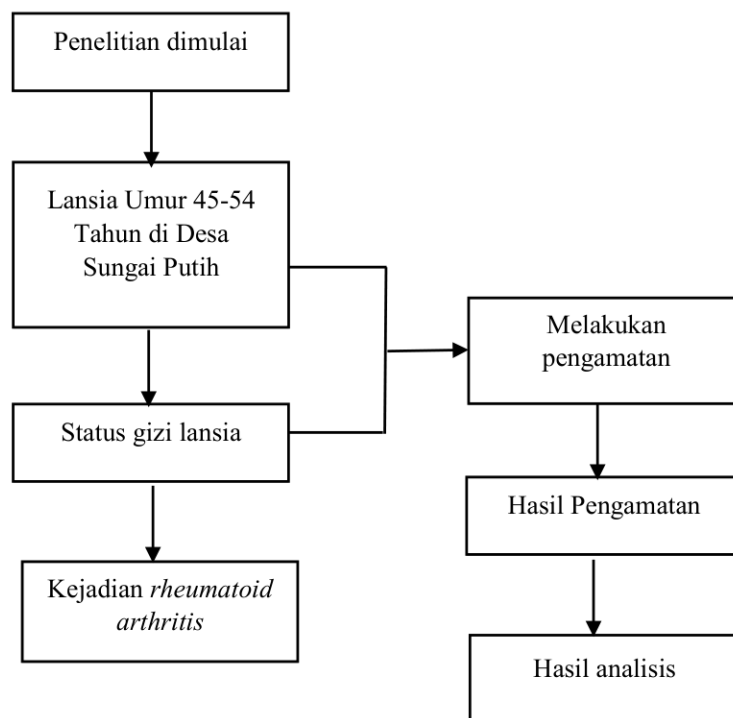 Penelitian dimulai
Lansia Umur 45-54
Tahun di Desa
Sungai Putih
Status gizi lansia
Kejadian rheumatoid
arthritis
Melakukan
pengamatan
Hasil Pengamatan
Hasil analisis